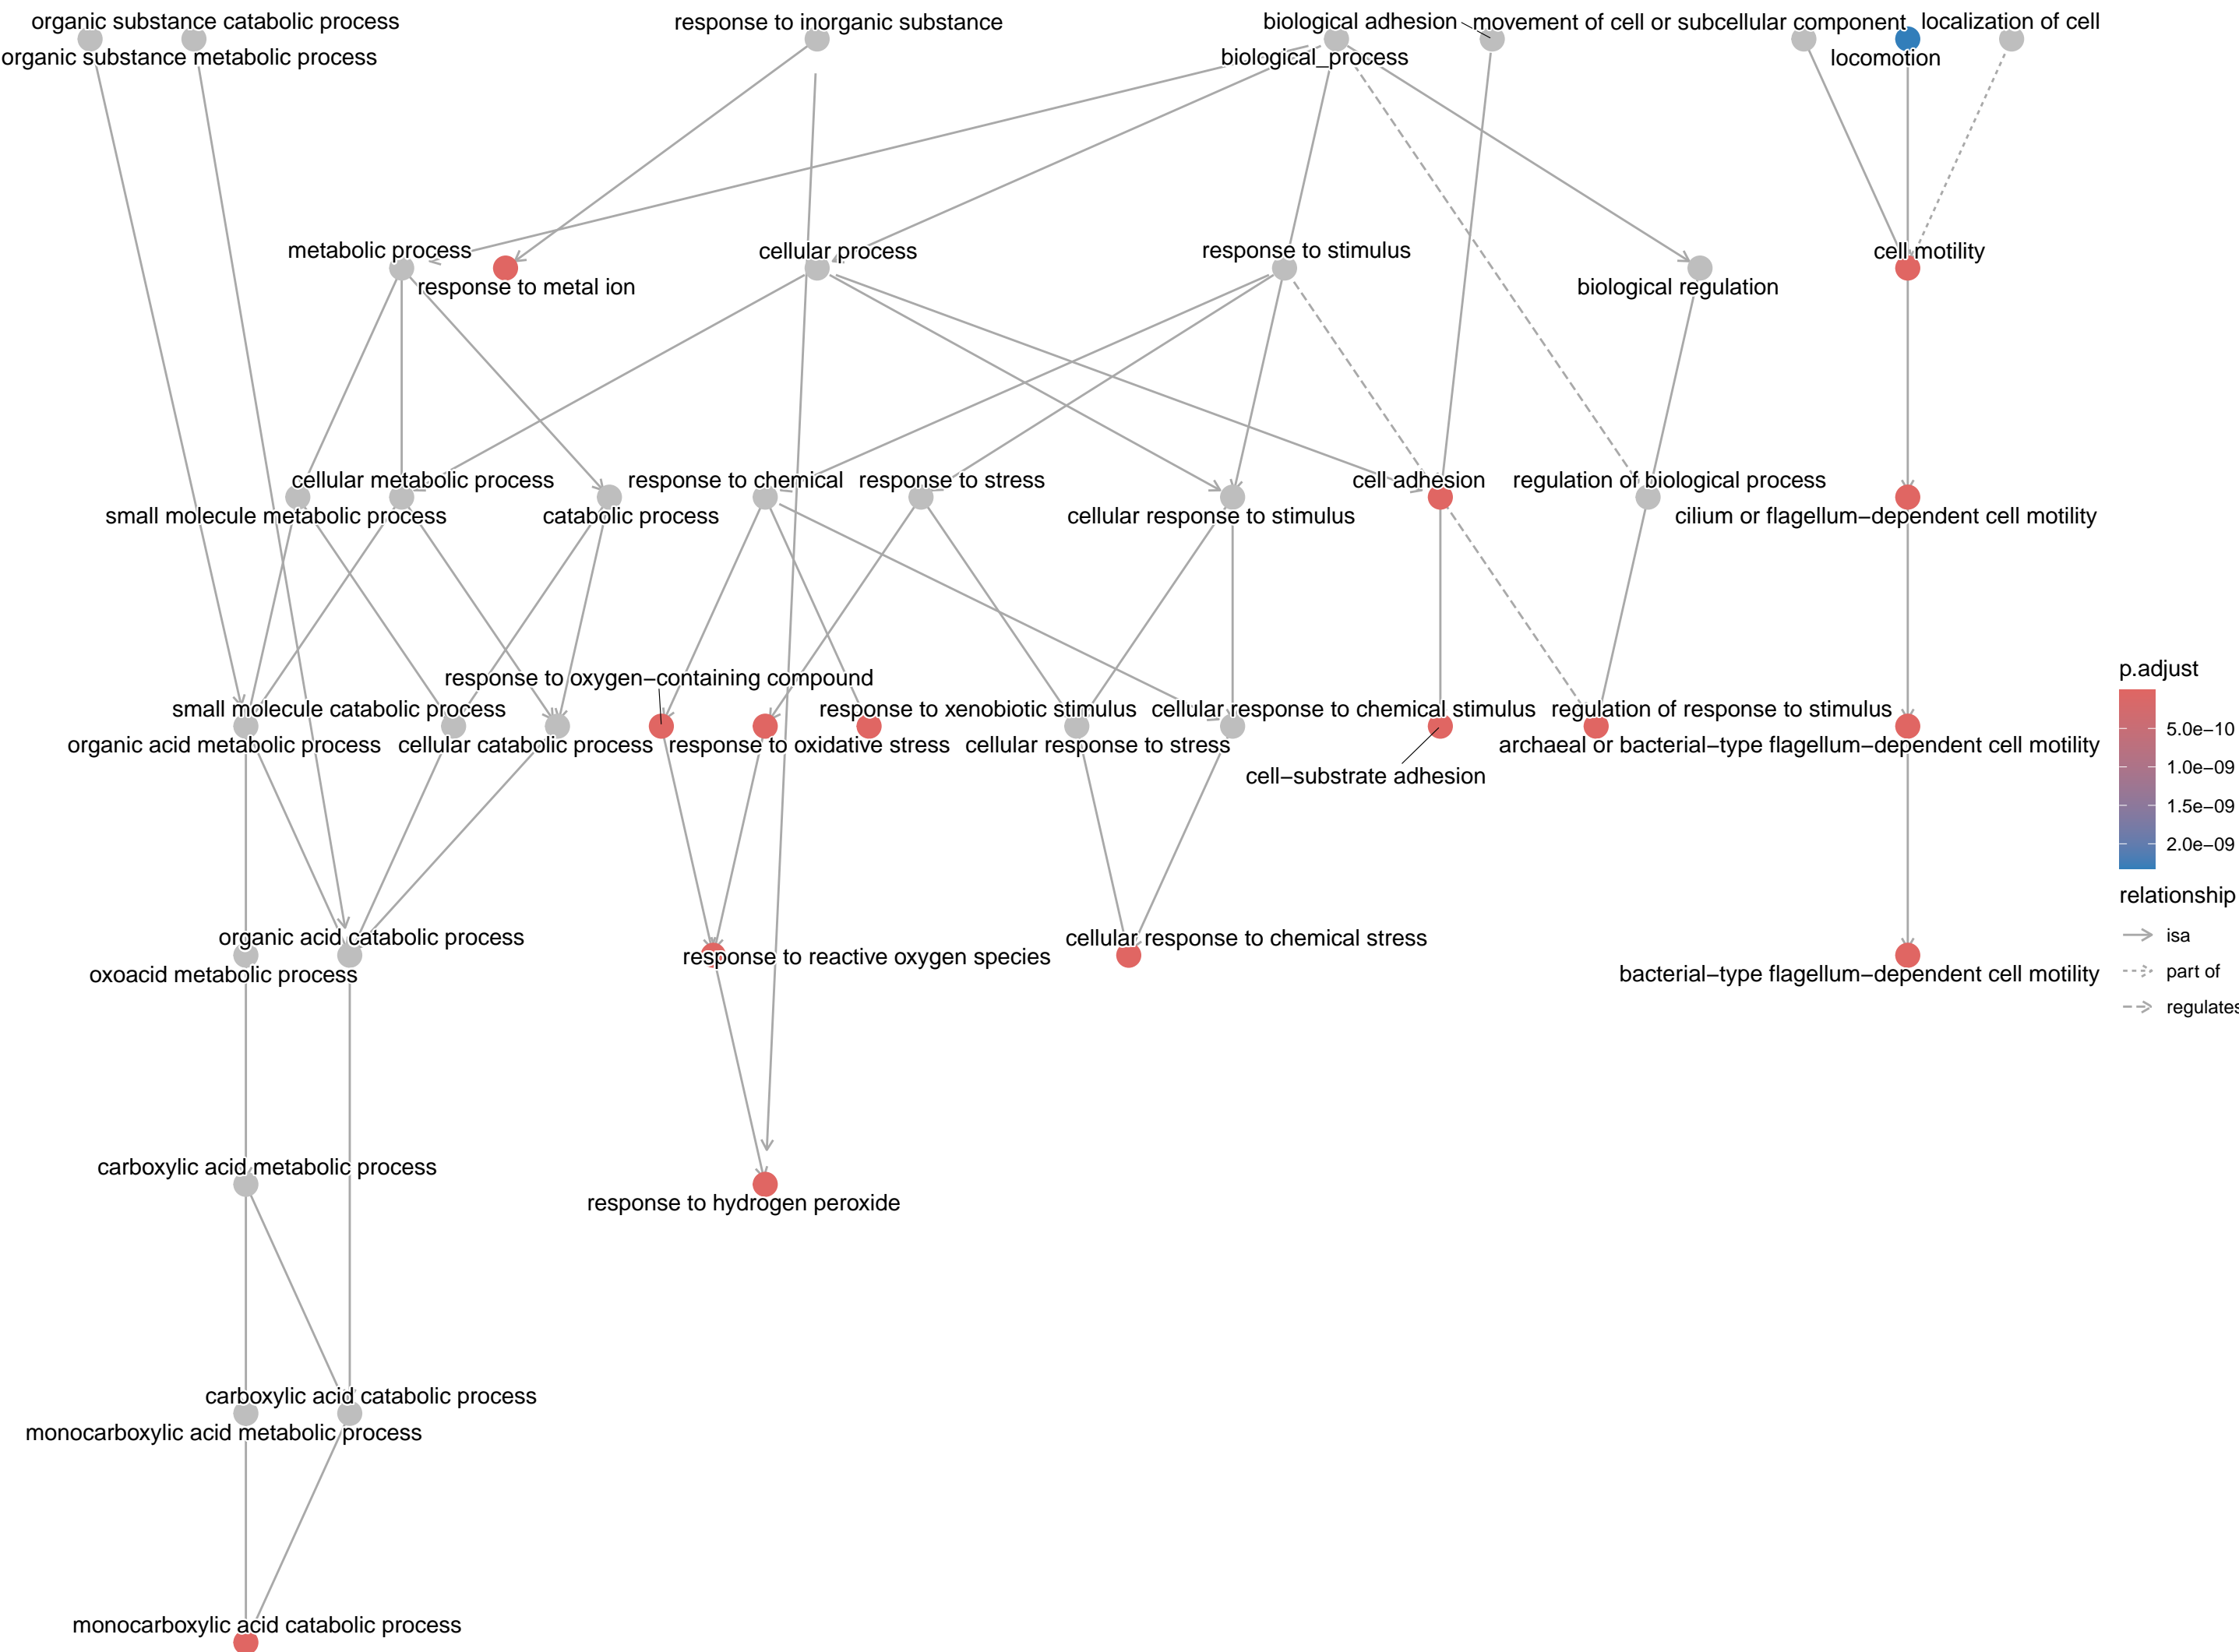 organic substance catabolic process
response to inorganic substance
biological adhesion
movement of cell or subcellular component
localization of cell
organic substance metabolic process
biological_process
locomotion
metabolic process
cellular process
response to stimulus
cell motility
response to metal ion
biological regulation
cellular metabolic process
response to chemical
response to stress
cell adhesion
regulation of biological process
small molecule metabolic process
catabolic process
cellular response to stimulus
cilium or flagellum−dependent cell motility
response to oxygen−containing compound
small molecule catabolic process
response to xenobiotic stimulus
cellular response to chemical stimulus
regulation of response to stimulus
organic acid metabolic process
cellular catabolic process
response to oxidative stress
cellular response to stress
archaeal or bacterial−type flagellum−dependent cell motility
cell−substrate adhesion
organic acid catabolic process
response to reactive oxygen species
cellular response to chemical stress
oxoacid metabolic process
bacterial−type flagellum−dependent cell motility
carboxylic acid metabolic process
response to hydrogen peroxide
carboxylic acid catabolic process
monocarboxylic acid metabolic process
monocarboxylic acid catabolic process
p.adjust
5.0e−10
1.0e−09
1.5e−09
2.0e−09
relationship
isa
part of
regulates